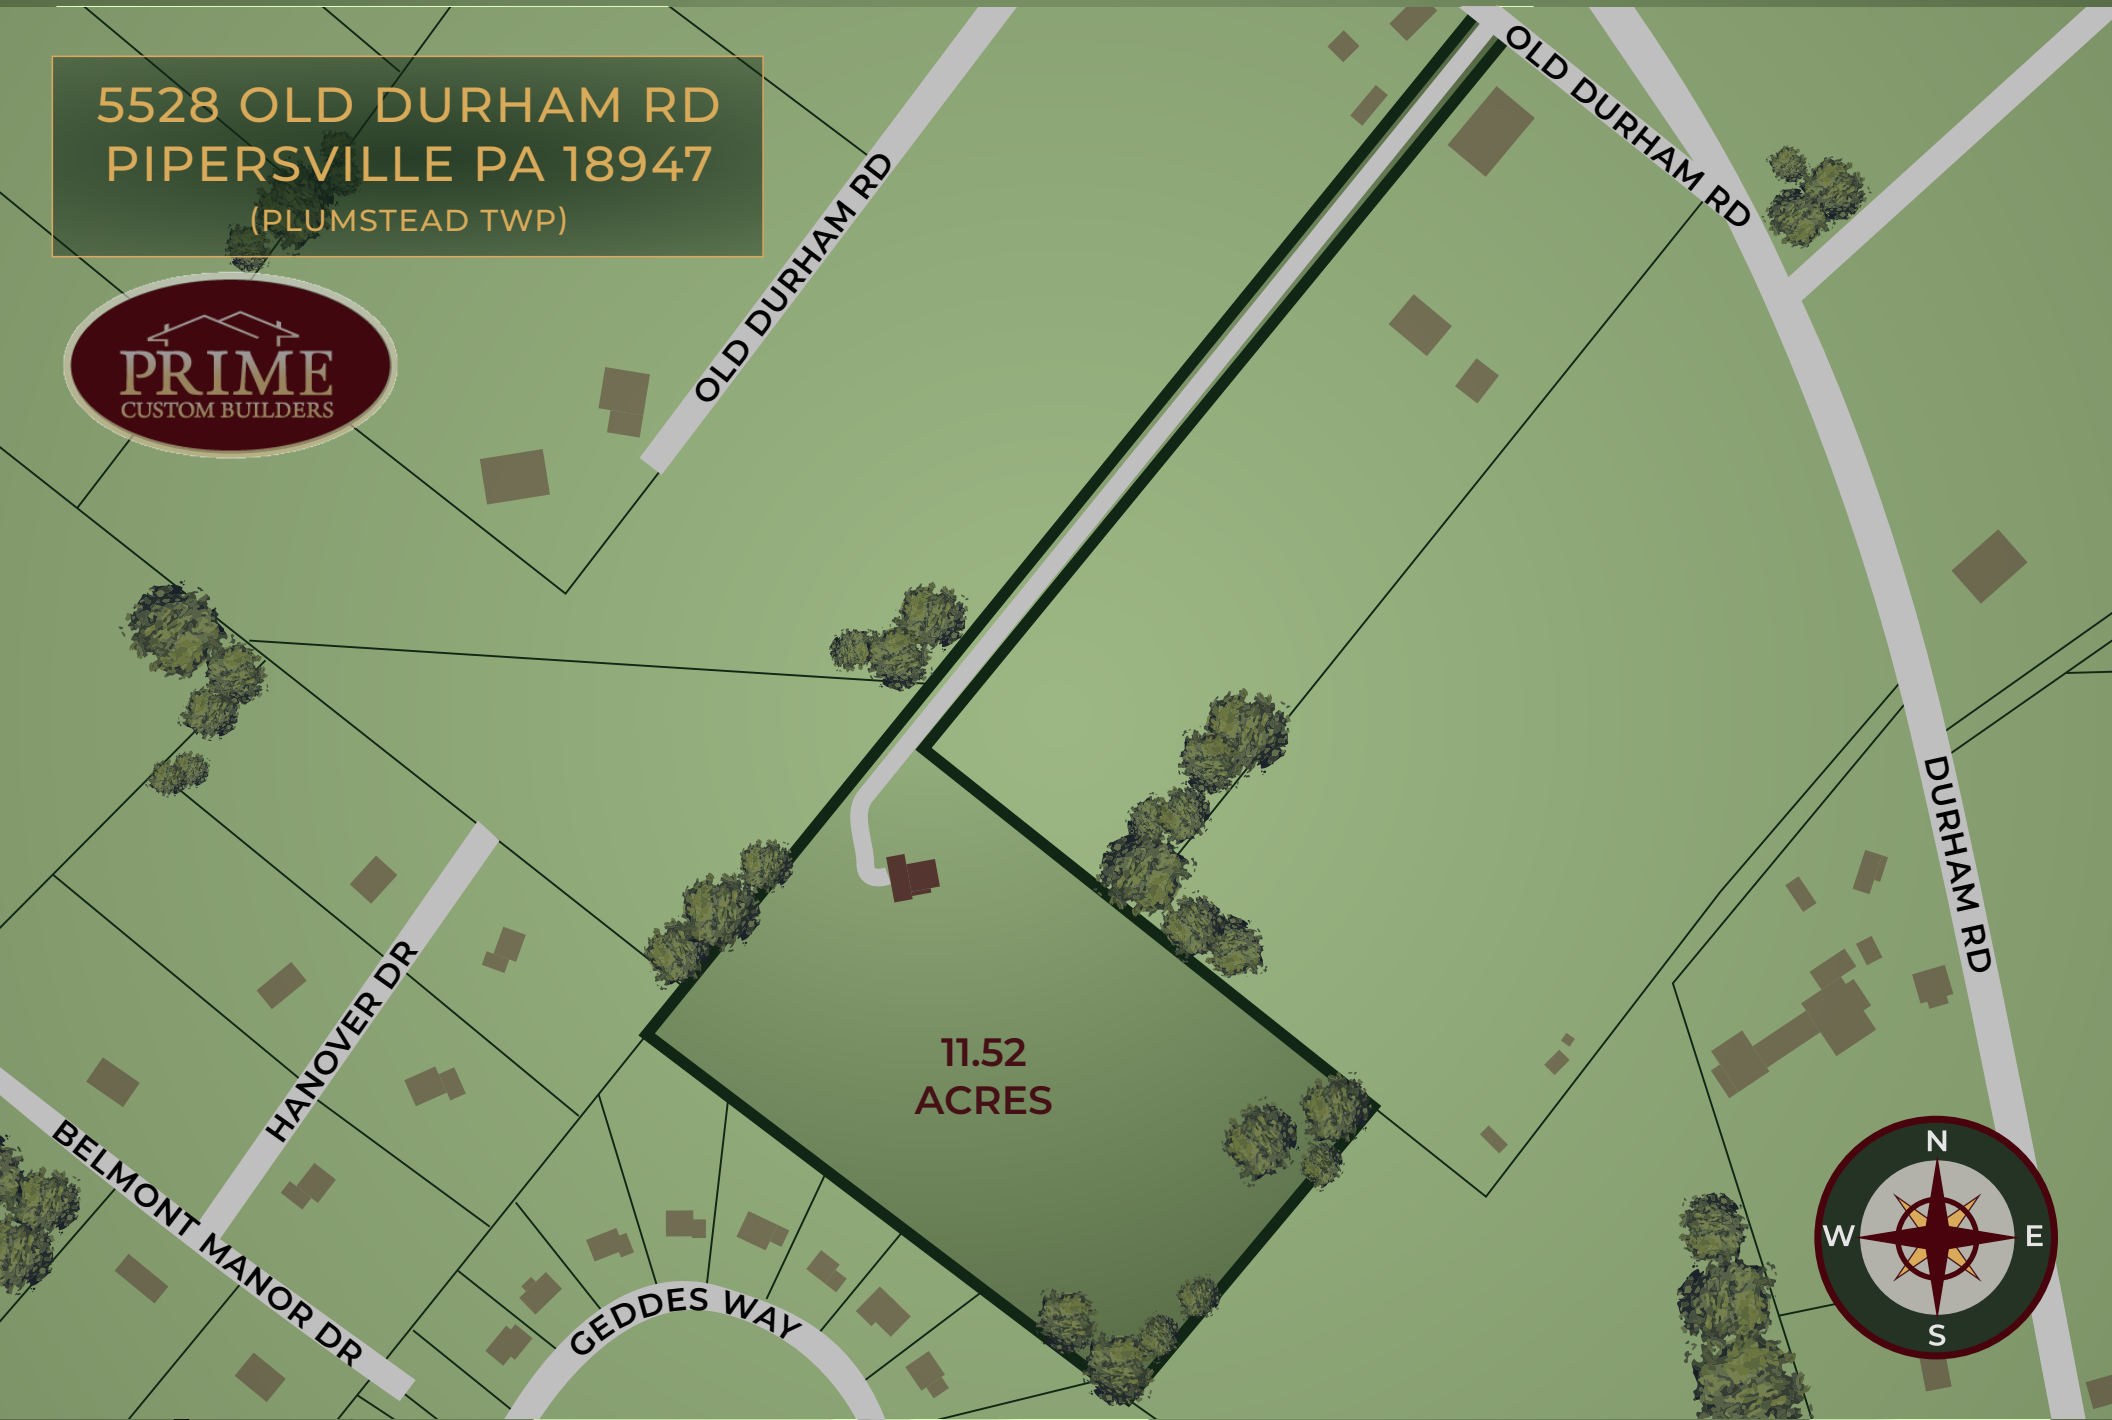 5528 OLD DURHAM RD
PIPERSVILLE PA 18947
(PLUMSTEAD TWP)
PRIME
CUSTOM BUILDERS
OLD DURHAM RD
OLD DURHAM RD
DURHAM RD
HANOVER DR
BELMONT MANOR DR
GEDDES WAY
11.52
ACRES
N
W
E
S